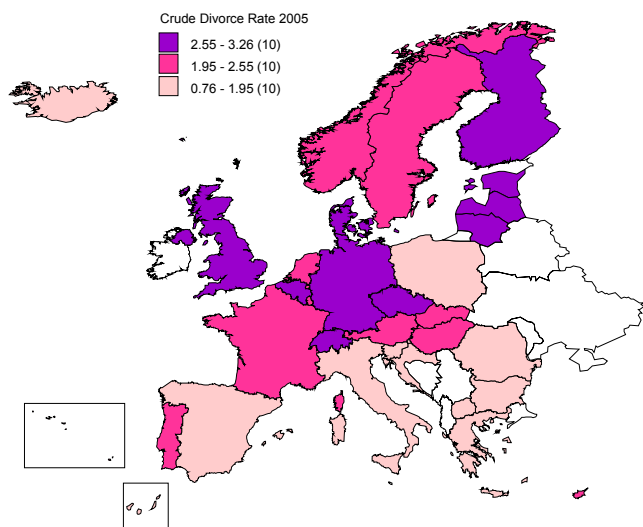 Crude Divorce Rate 2005
2.55 - 3.26 (10)
1.95 - 2.55 (10)
0.76 - 1.95 (10)